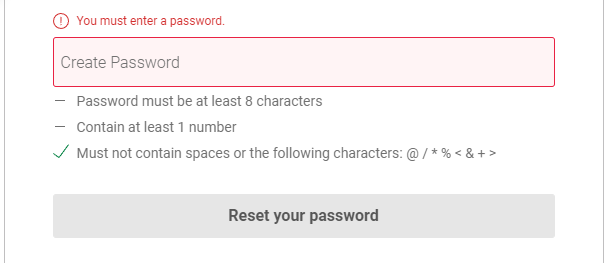 You must enter a password.
Create Password
Password must be at least 8 characters
Contain at least 1 number
Must not contain spaces or the following characters: @ / * % < & + >
Reset your password